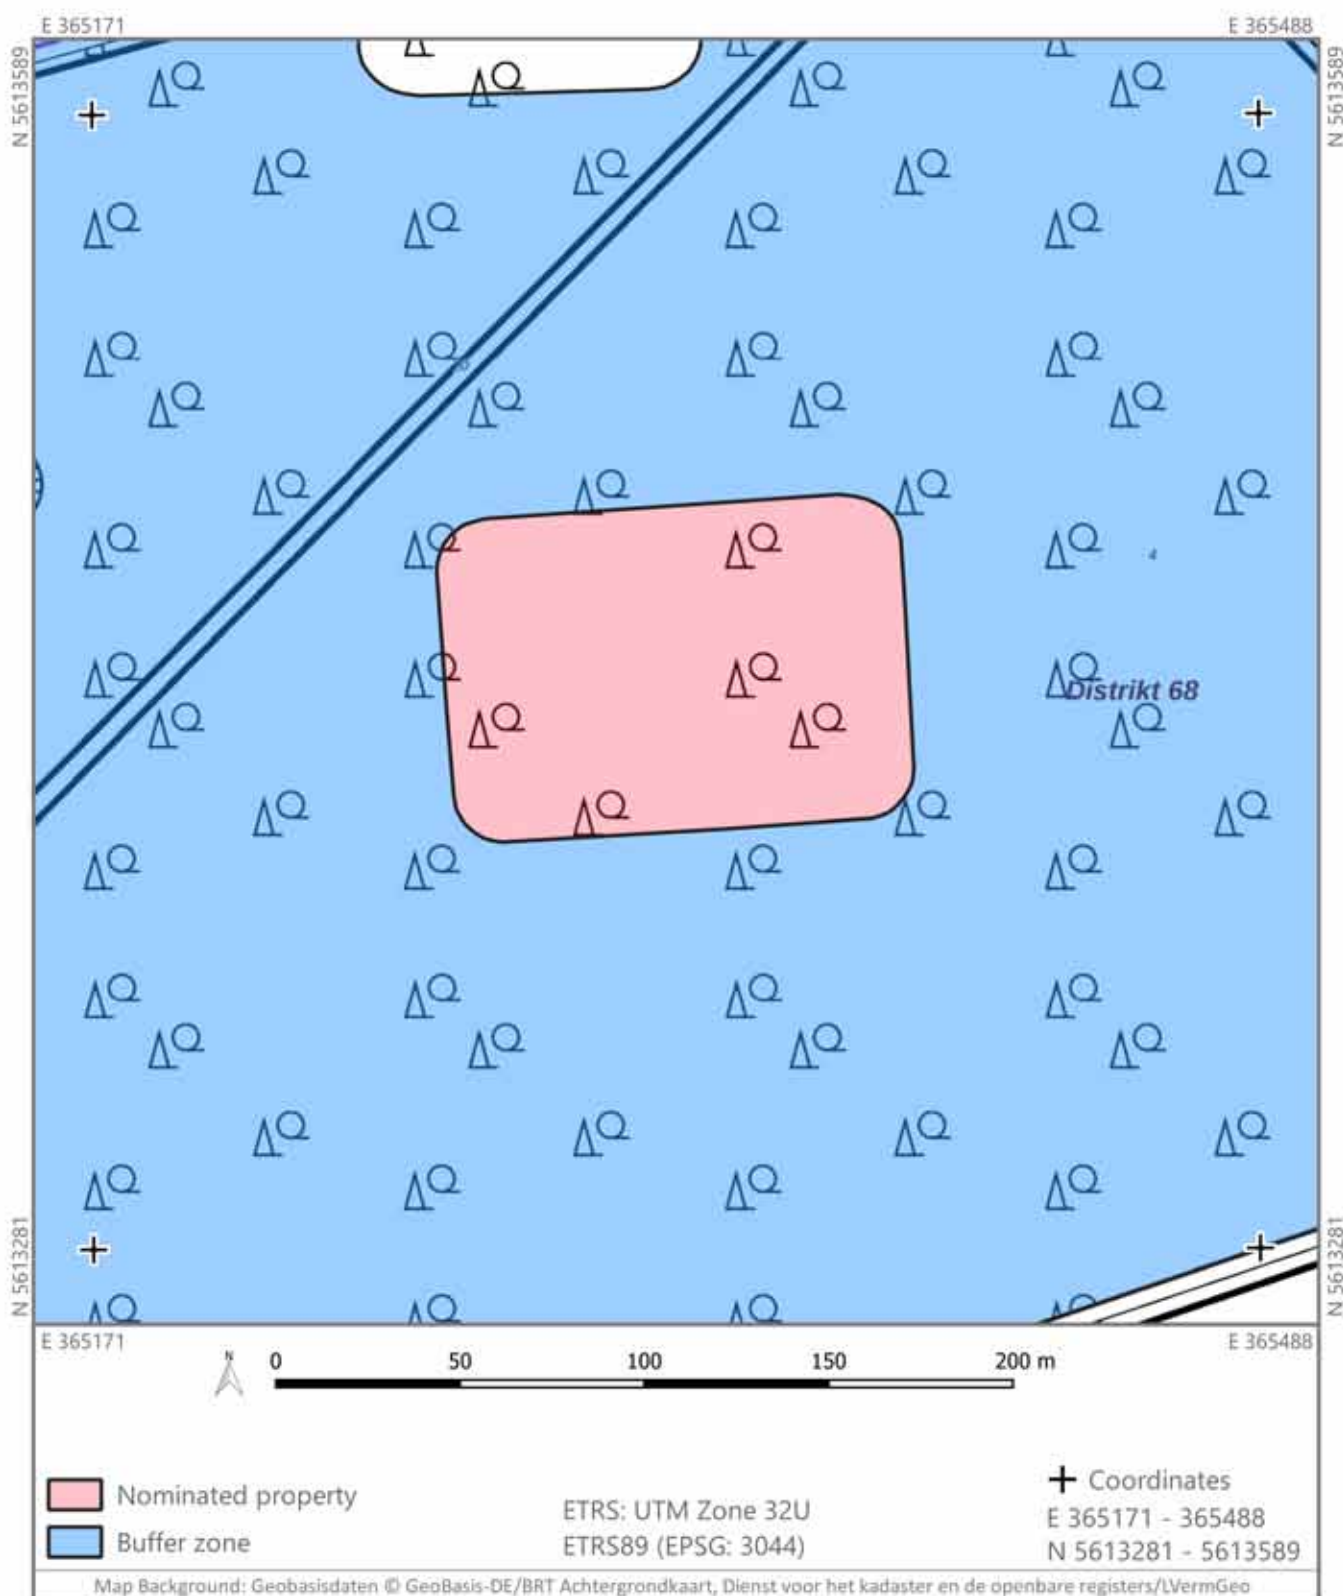 E 365171
E 365488
N 5613589
N 5613589
Distrikt 68
N 5613281
N 5613281
E 365171
E 365488
N
0 50 100 150 200 m
Nominated property
Buffer zone
ETRS: UTM Zone 32U
ETRS89 (EPSG: 3044)
Coordinates
E 365171 - 365488
N 5613281 - 5613589
Map Background: Geobasisdaten © GeoBasis-DE/BRT Achtergrondkaart, Dienst voor het kadaster en de openbare registers/LVermGeo